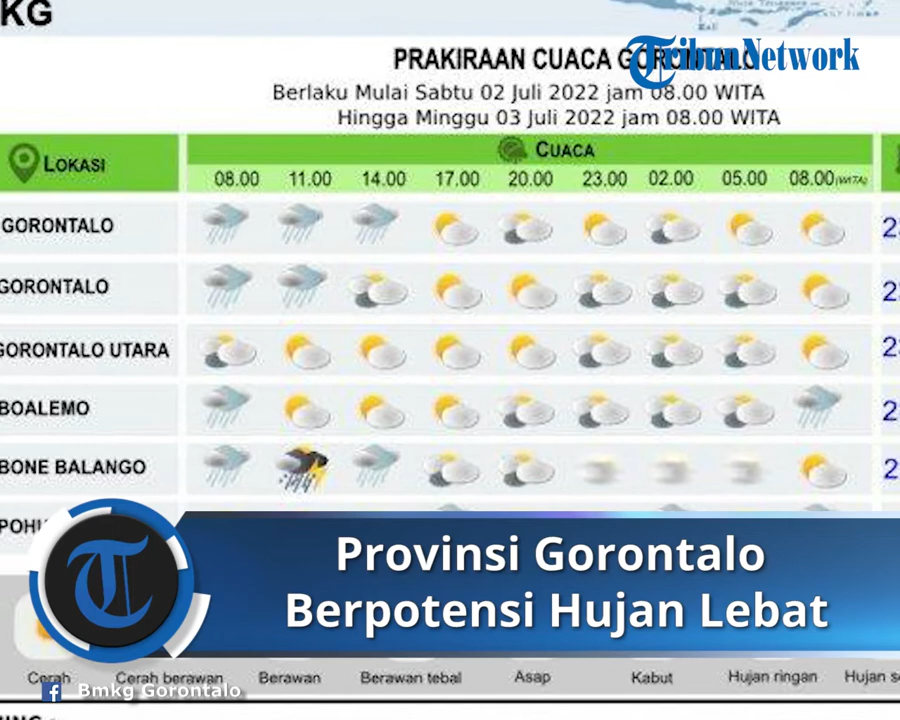 KG
TribunNetwork
PRAKIRAAN CUACA GORONTALO
Berlaku Mulai Sabtu 02 Juli 2022 jam 08.00 WITA
Hingga Minggu 03 Juli 2022 jam 08.00 WITA
LOKASI
CUACA
08.00 11.00 14.00 17.00 20.00 23.00 02.00 05.00 08.00 (WITA)
GORONTALO
GORONTALO
GORONTALO UTARA
BOALEMO
BONE BALANGO
Provinsi Gorontalo
Berpotensi Hujan Lebat
Cerah Cerah berawan Berawan Berawan tebal Asap Kabut Hujan ringan Hujan
Bmkg Gorontalo